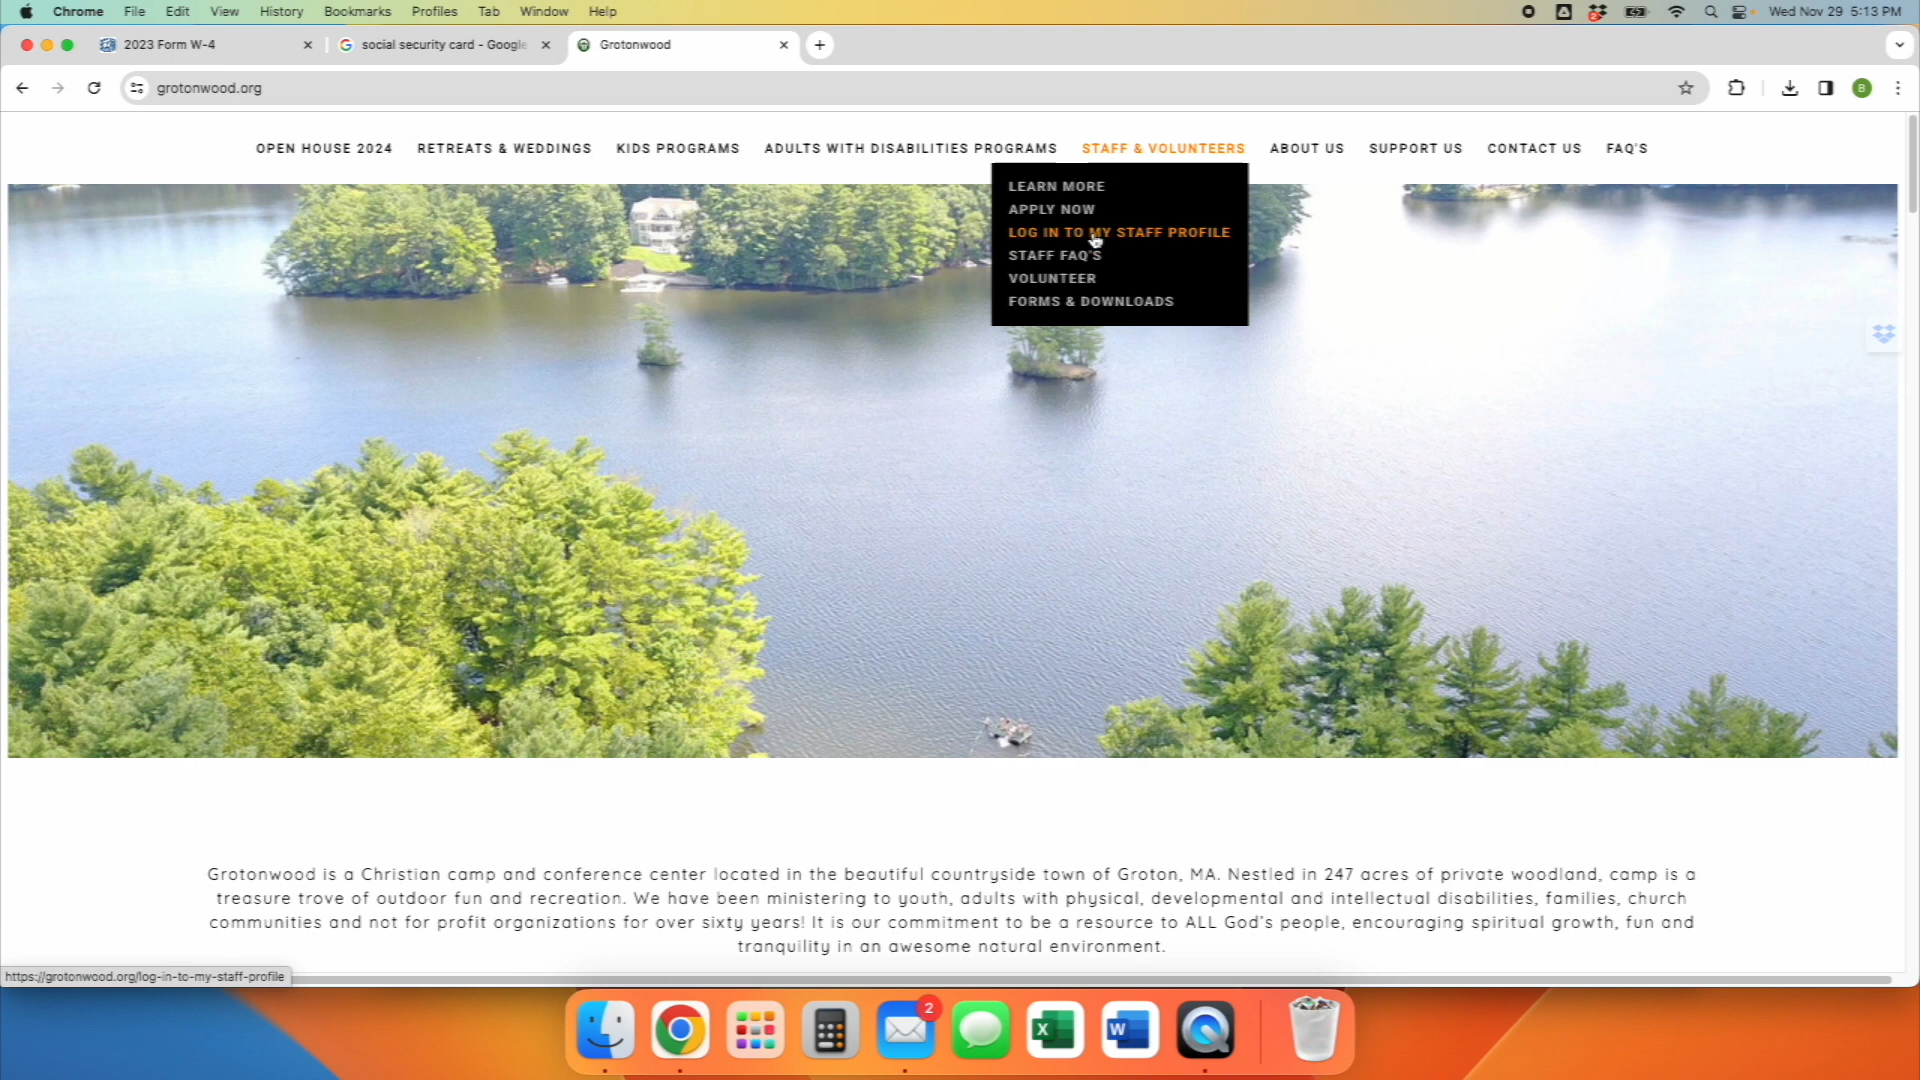 Chrome File Edit View History Bookmarks Profiles Tab Window Help Wed Nov 29 5:13 PM
2023 Form W-4 social security card - Google Grotonwood
grotonwood.org B
OPEN HOUSE 2024 RETREATS & WEDDINGS KIDS PROGRAMS ADULTS WITH DISABILITIES PROGRAMS STAFF & VOLUNTEERS ABOUT US SUPPORT US CONTACT US FAQ'S
LEARN MORE
APPLY NOW
LOG IN TO MY STAFF PROFILE
STAFF FAQ'S
VOLUNTEER
FORMS & DOWNLOADS
Grotonwood is a Christian camp and conference center located in the beautiful countryside town of Groton, MA. Nestled in 247 acres of private woodland, camp is a
treasure trove of outdoor fun and recreation. We have been ministering to youth, adults with physical, developmental and intellectual disabilities, families, church
communities and not for profit organizations for over sixty years! It is our commitment to be a resource to ALL God's people, encouraging spiritual growth, fun and
tranquility in an awesome natural environment.
https://grotonwood.org/log-in-to-my-staff-profile
2
X W